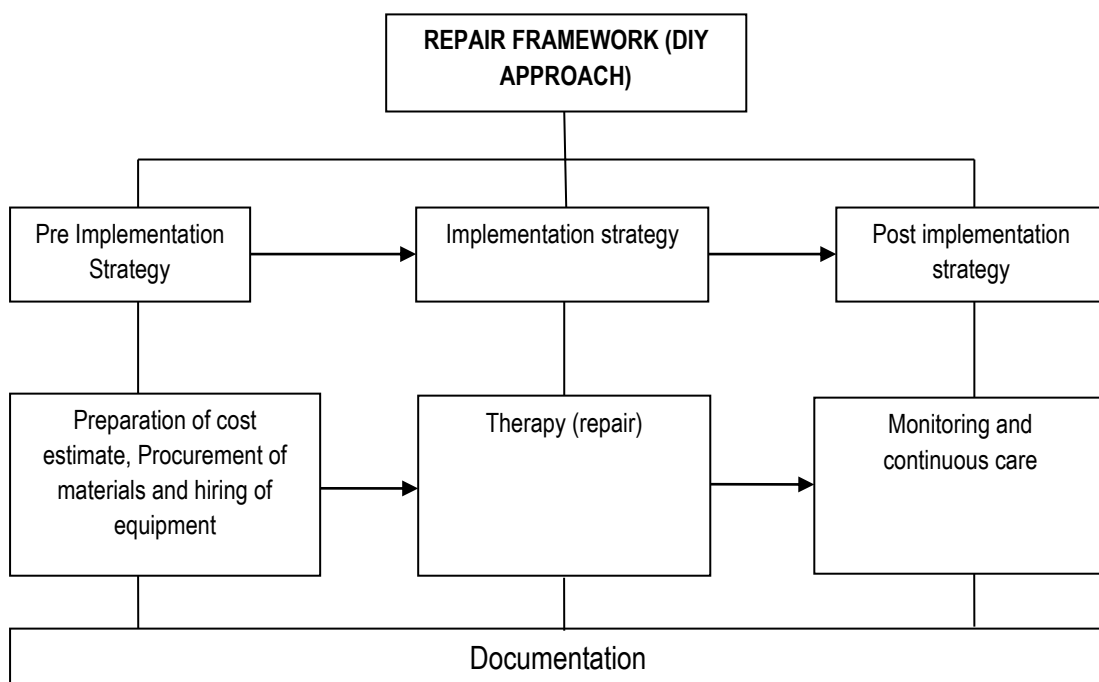 REPAIR FRAMEWORK (DIY
APPROACH)
Pre Implementation
Strategy
Implementation strategy
Post implementation
strategy
Preparation of cost
estimate, Procurement of
materials and hiring of
equipment
Therapy (repair)
Monitoring and
continuous care
Documentation